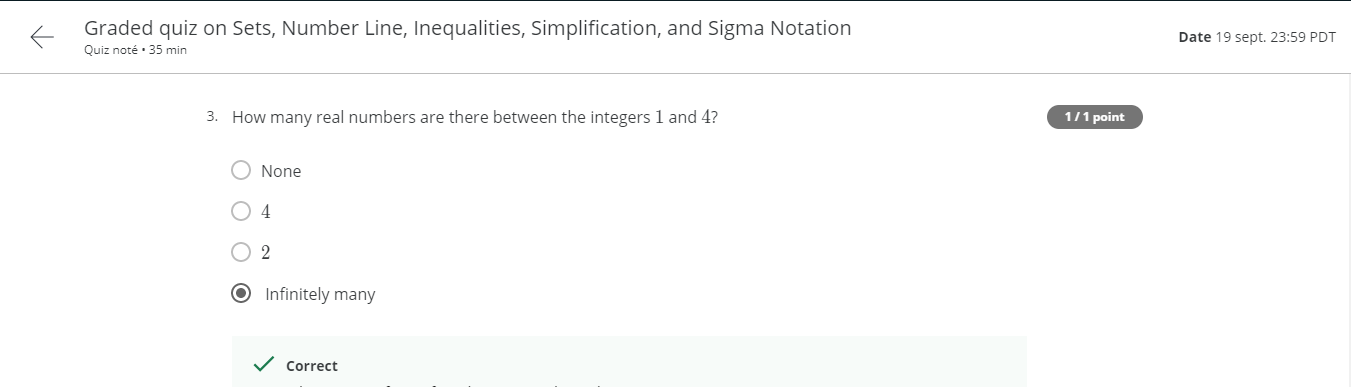 Graded quiz on Sets, Number Line, Inequalities, Simplification, and Sigma Notation
Quiz noté • 35 min
Date 19 sept. 23:59 PDT
3. How many real numbers are there between the integers 1 and 4?
1 / 1 point
None
4
2
Infinitely many
Correct